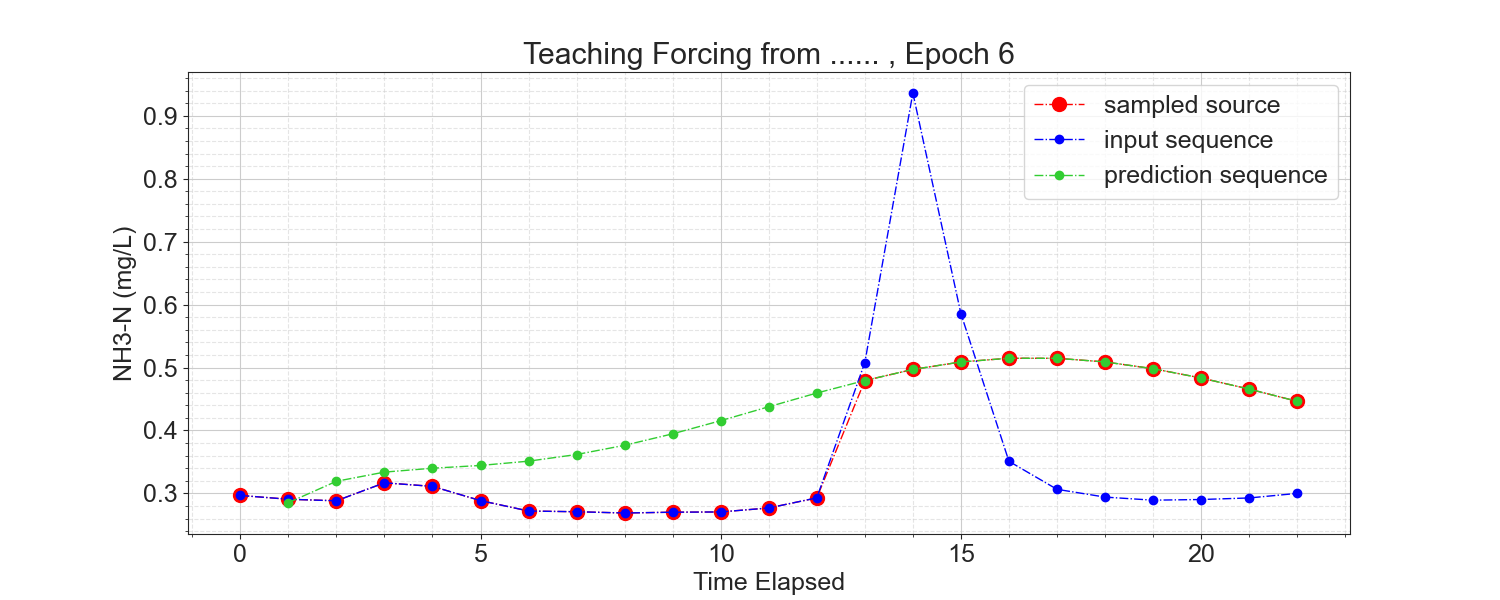 Teaching Forcing from ...... , Epoch 6
sampled source
input sequence
prediction sequence
NH3-N (mg/L)
0.9
0.8
0.7
0.6
0.5
0.4
0.3
0 5 10 15 20
Time Elapsed